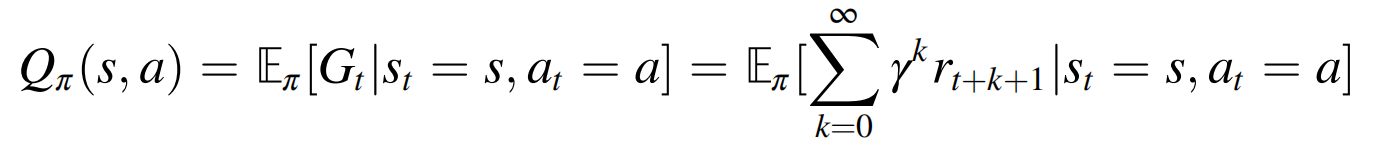 Q_π(s, a) = 𝔼_π[G_t|s_t = s, a_t = a] = 𝔼_π[∑_{k=0}^{∞} γ^k r_{t+k+1}|s_t = s, a_t = a]